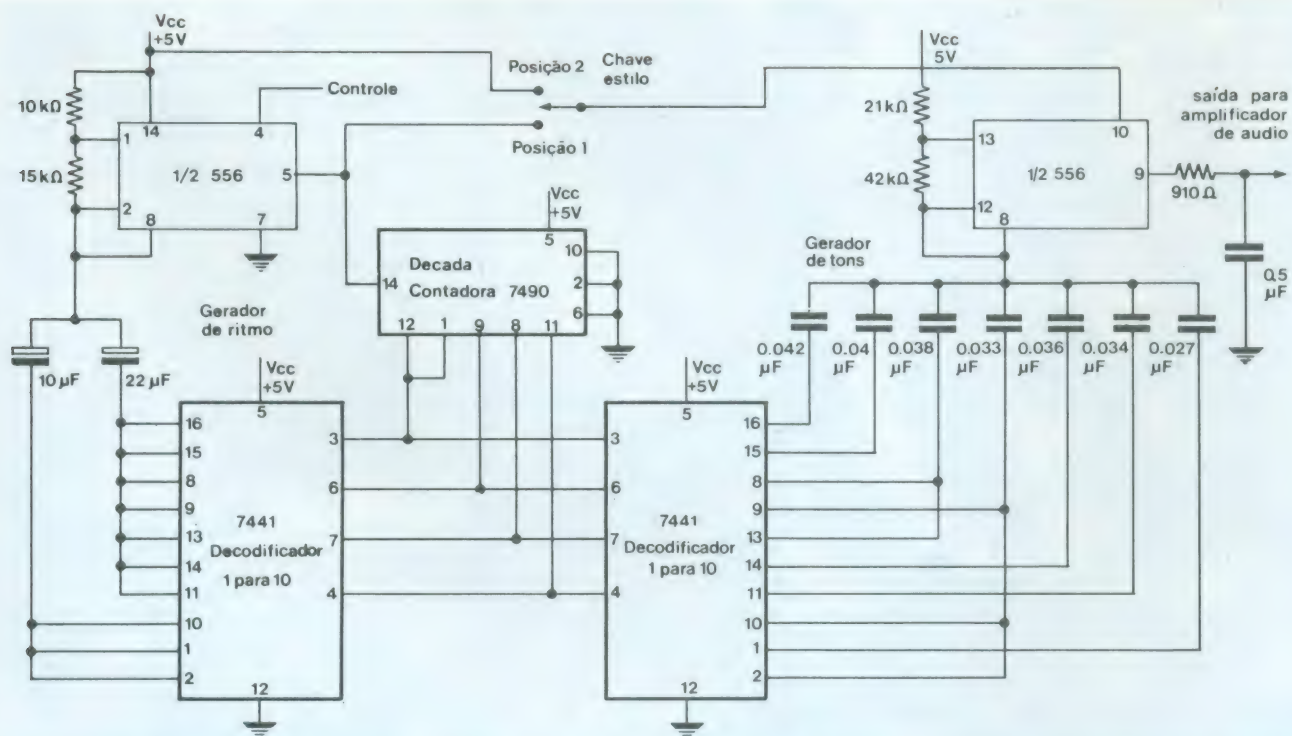 Vcc
+5V
10kΩ
15kΩ
1
2
14
4
Controle
1/2 556
5
8
7
Posição 2
Chave
estilo
Posição 1
Vcc
5V
21kΩ
42kΩ
13
12
10
1/2 556
9
8
910 Ω
saída para
amplificador
de audio
0,5
µF
Vcc
+5V
5
10
2
6
14
Decada
Contadora 7490
12
1
9
8
11
Gerador
de ritmo
Gerador
de tons
10 µF
22 µF
0.042
µF
0.04
µF
0.038
µF
0.033
µF
0.036
µF
0.034
µF
0.027
µF
Vcc
+5V
5
16
15
8
9
13
14
11
10
1
2
3
6
7
4
7441
Decodificador
1 para 10
12
Vcc
+5V
5
3
6
7
4
7441
Decodificador
1 para 10
16
15
8
9
13
14
11
10
1
2
12